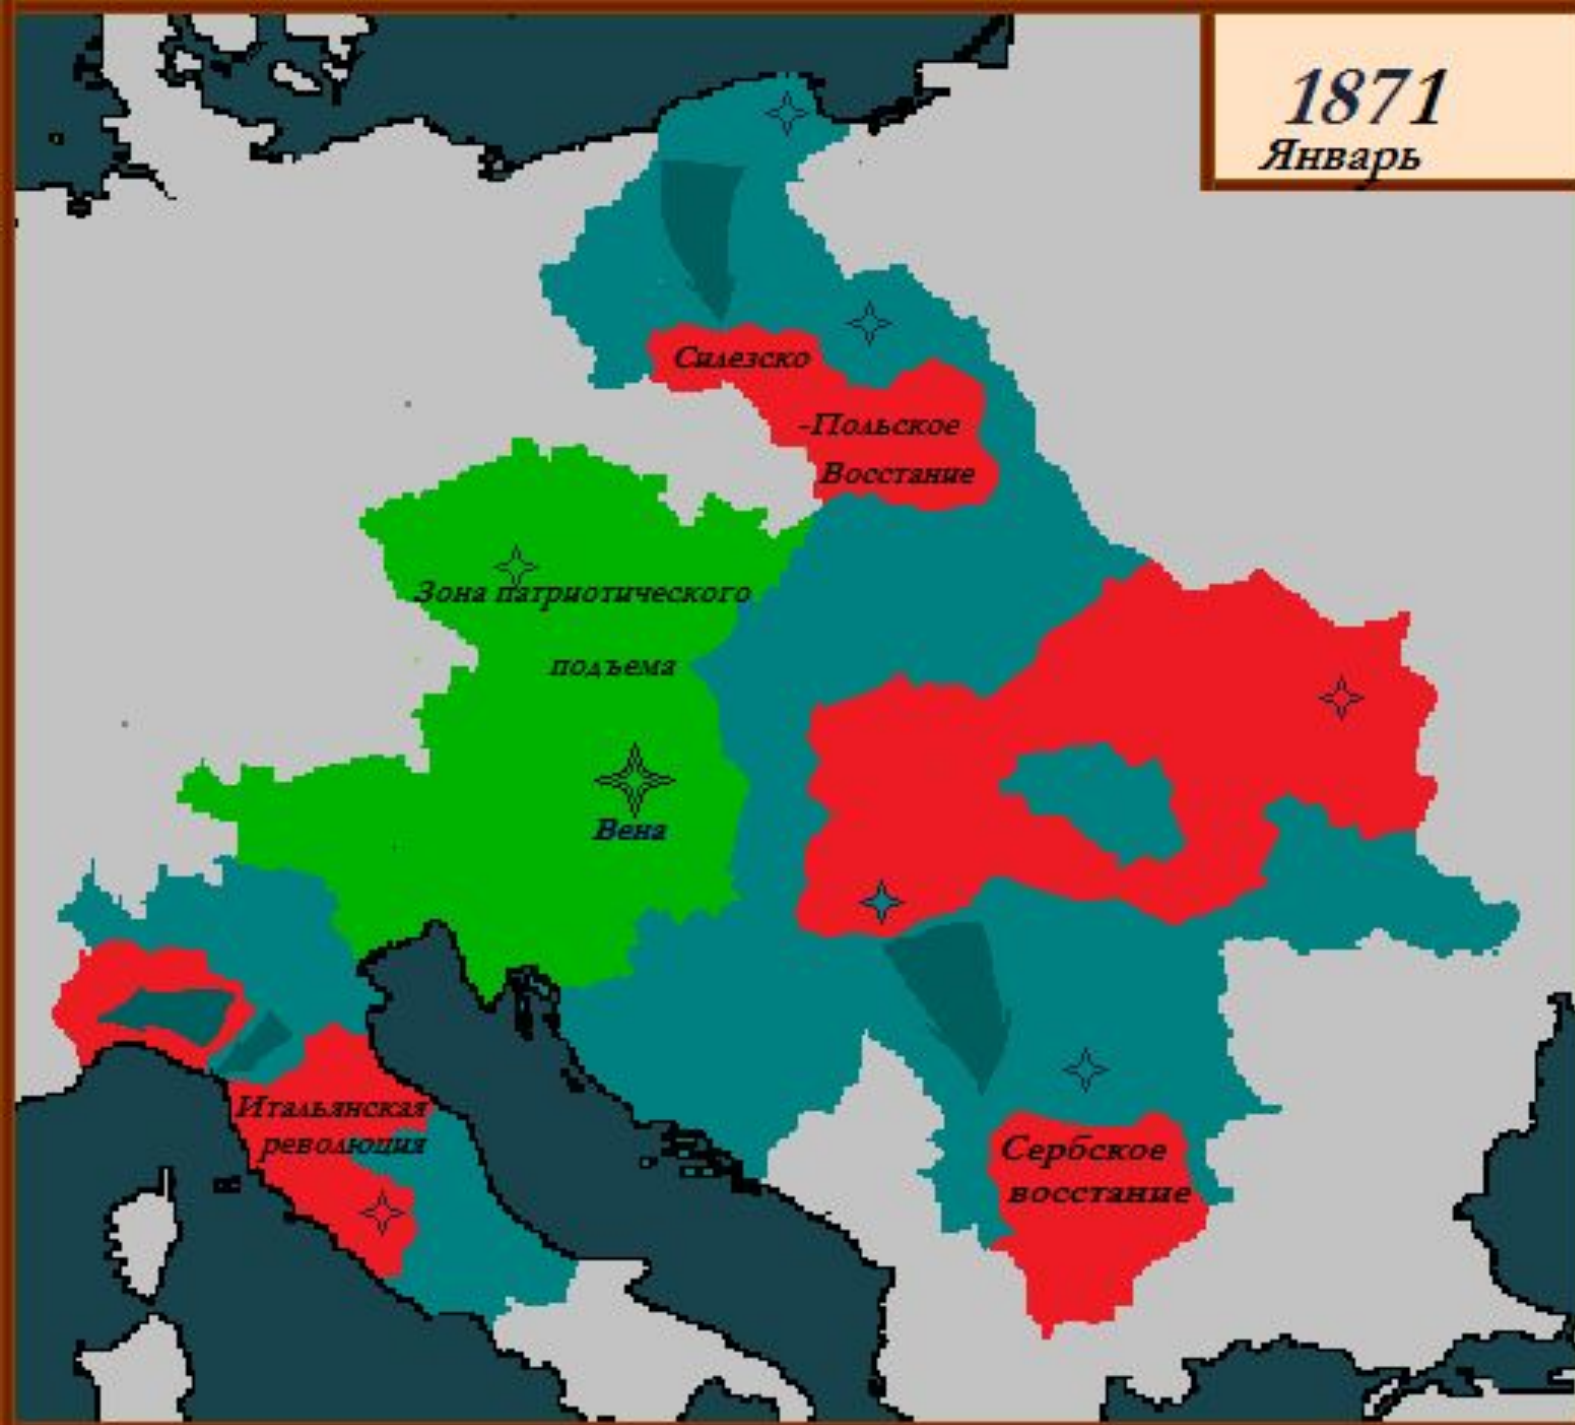 1871
Январь
Силезско
-Польское
Восстание
Зона патриотического
подъема
Вена
Итальянская
революция
Сербское
восстание